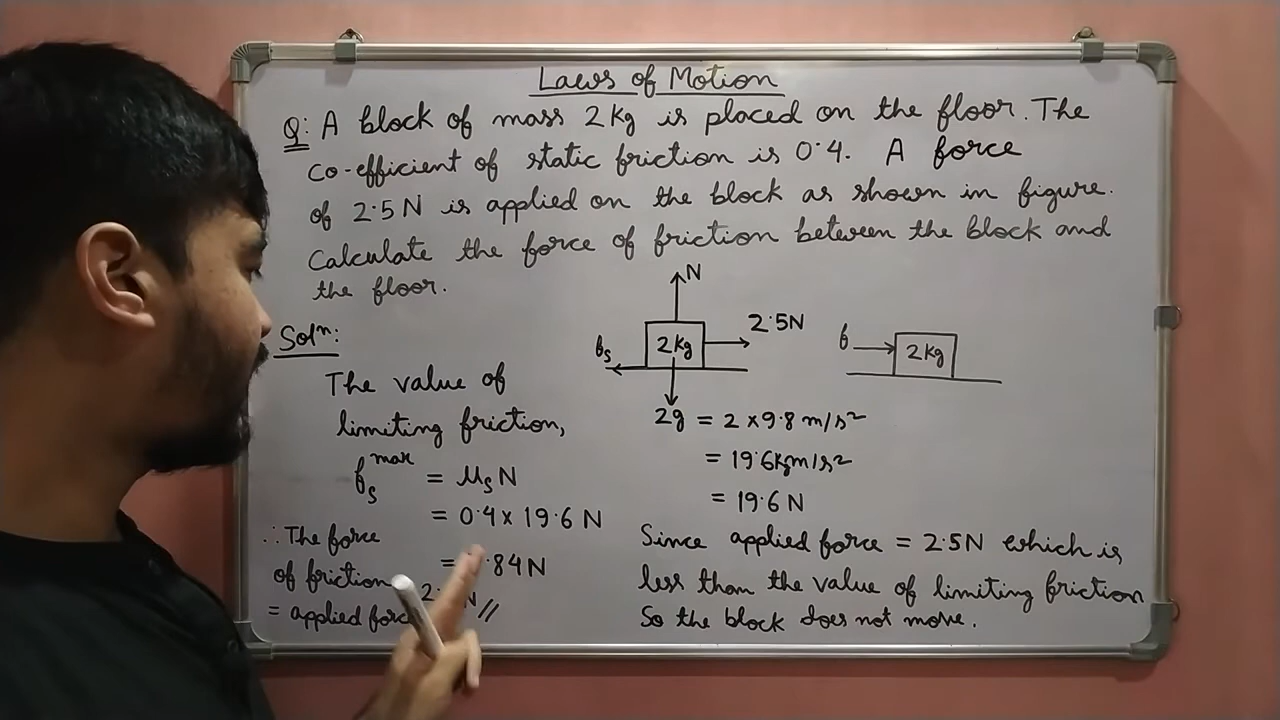 Laws of Motion
Q: A block of mass 2Kg is placed on the floor. The
co-efficient of static friction is 0.4. A force
of 2.5N is applied on the block as shown in figure.
Calculate the force of friction between the block and
the floor.
N
2.5N
2Kg
fs
f
2Kg
2g = 2 x 9.8 m/s²
= 19.6Kgm/s²
= 19.6 N
Solⁿ:
The value of
limiting friction,
fs max = μsN
= 0.4 x 19.6 N
= .84N
∴ The force
of friction
= applied
Since applied force = 2.5N which is
less than the value of limiting friction
So the block does not move.